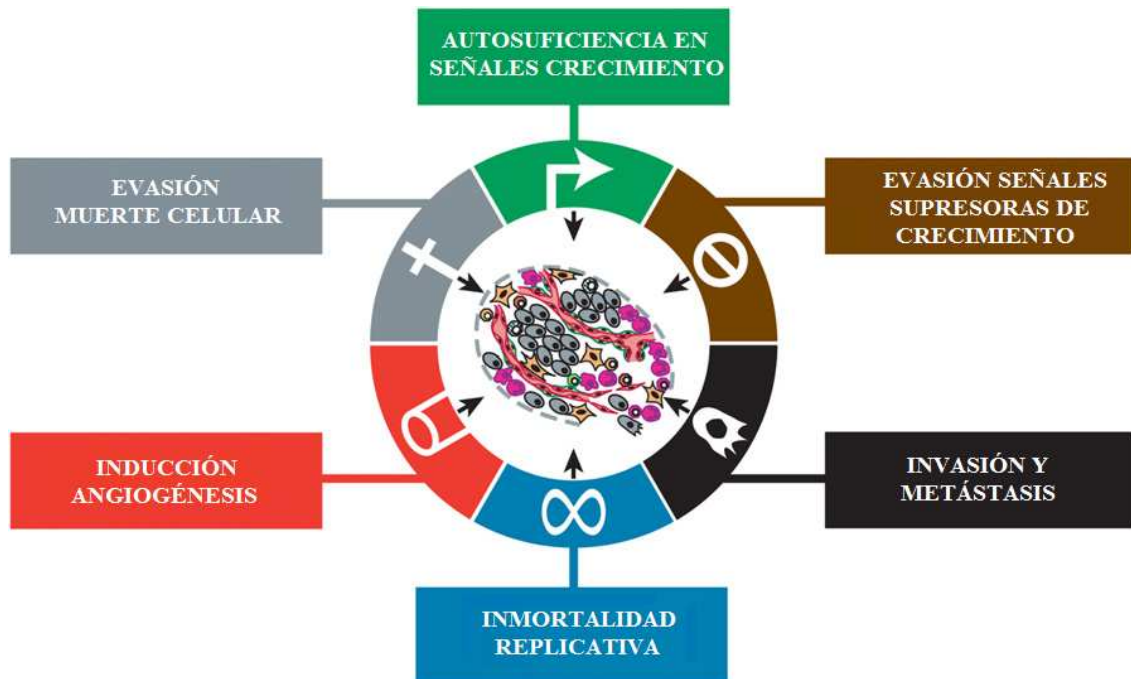 AUTOSUFICIENCIA EN
SEÑALES CRECIMIENTO
EVASIÓN
MUERTE CELULAR
EVASIÓN SEÑALES
SUPRESORAS DE
CRECIMIENTO
INDUCCIÓN
ANGIOGÉNESIS
INVASIÓN Y
METÁSTASIS
INMORTALIDAD
REPLICATIVA